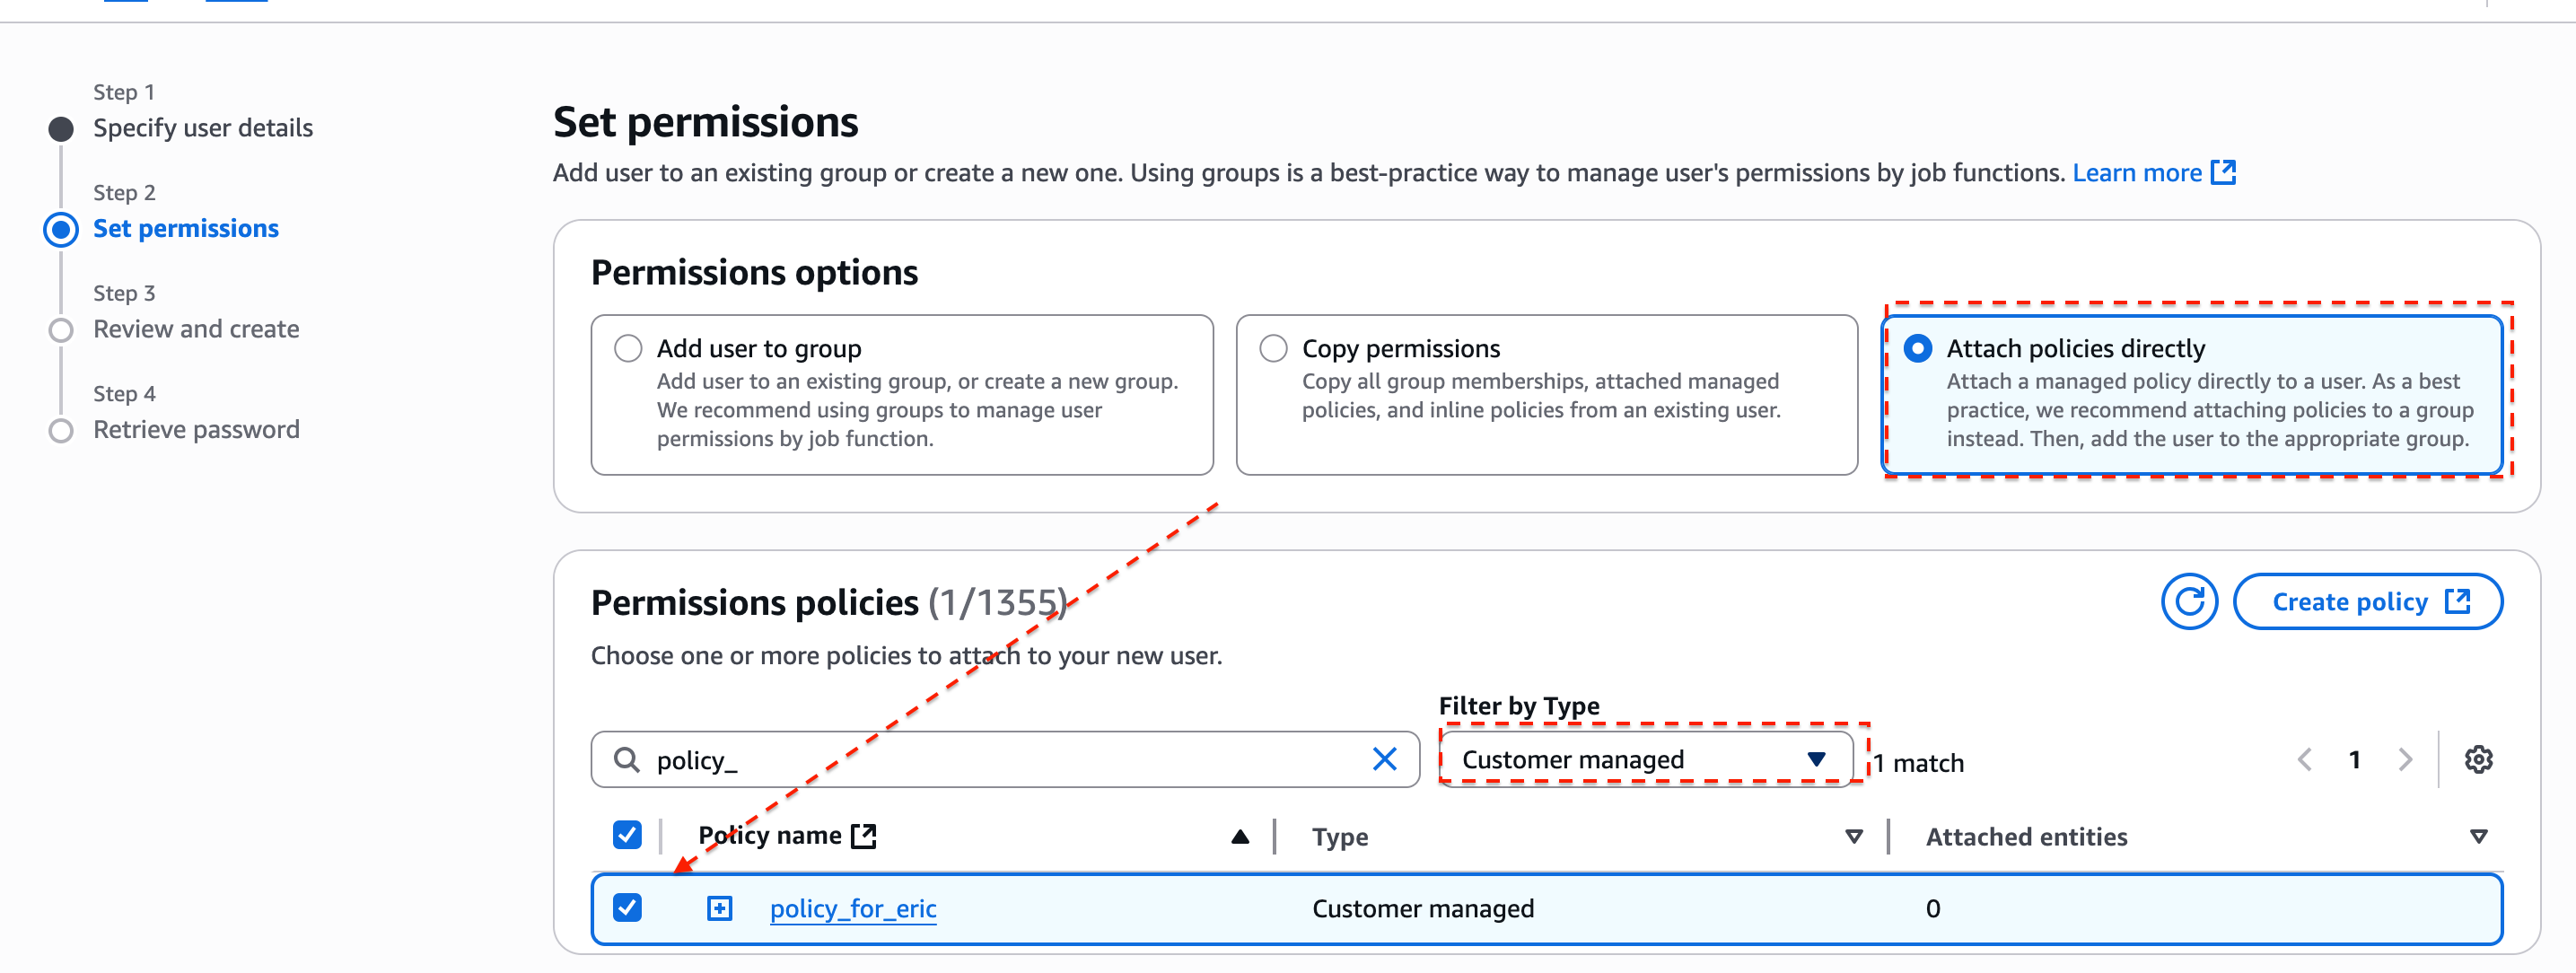 Step 1
Specify user details
Step 2
Set permissions
Step 3
Review and create
Step 4
Retrieve password
Set permissions
Add user to an existing group or create a new one. Using groups is a best-practice way to manage user's permissions by job functions. Learn more
Permissions options
Add user to group
Add user to an existing group, or create a new group.
We recommend using groups to manage user
permissions by job function.
Copy permissions
Copy all group memberships, attached managed
policies, and inline policies from an existing user.
Attach policies directly
Attach a managed policy directly to a user. As a best
practice, we recommend attaching policies to a group
instead. Then, add the user to the appropriate group.
Permissions policies (1/1355)
Create policy
Choose one or more policies to attach to your new user.
Filter by Type
policy_
Customer managed
1 match
1
Policy name
Type
Attached entities
policy_for_eric
Customer managed
0